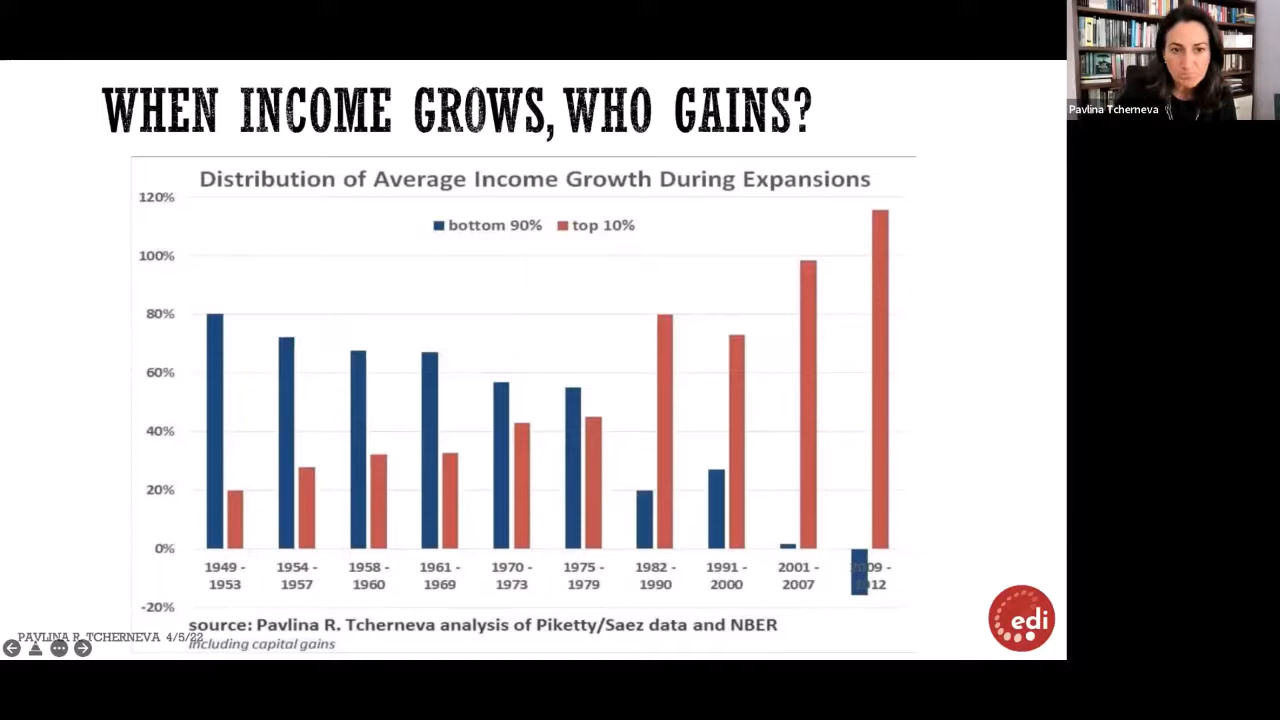 WHEN INCOME GROWS, WHO GAINS?
Pavlina Tcherneva
Distribution of Average Income Growth During Expansions
bottom 90% top 10%
120%
100%
80%
60%
40%
20%
0%
-20%
1949 - 1954 - 1958 - 1961 - 1970 - 1975 - 1982 - 1991 - 2001 - 2009 -
1953 1957 1960 1969 1973 1979 1990 2000 2007 2012
source: Pavlina R. Tcherneva analysis of Piketty/Saez data and NBER
including capital gains
PAVLINA R. TCHERNEVA 4/5/22
edi